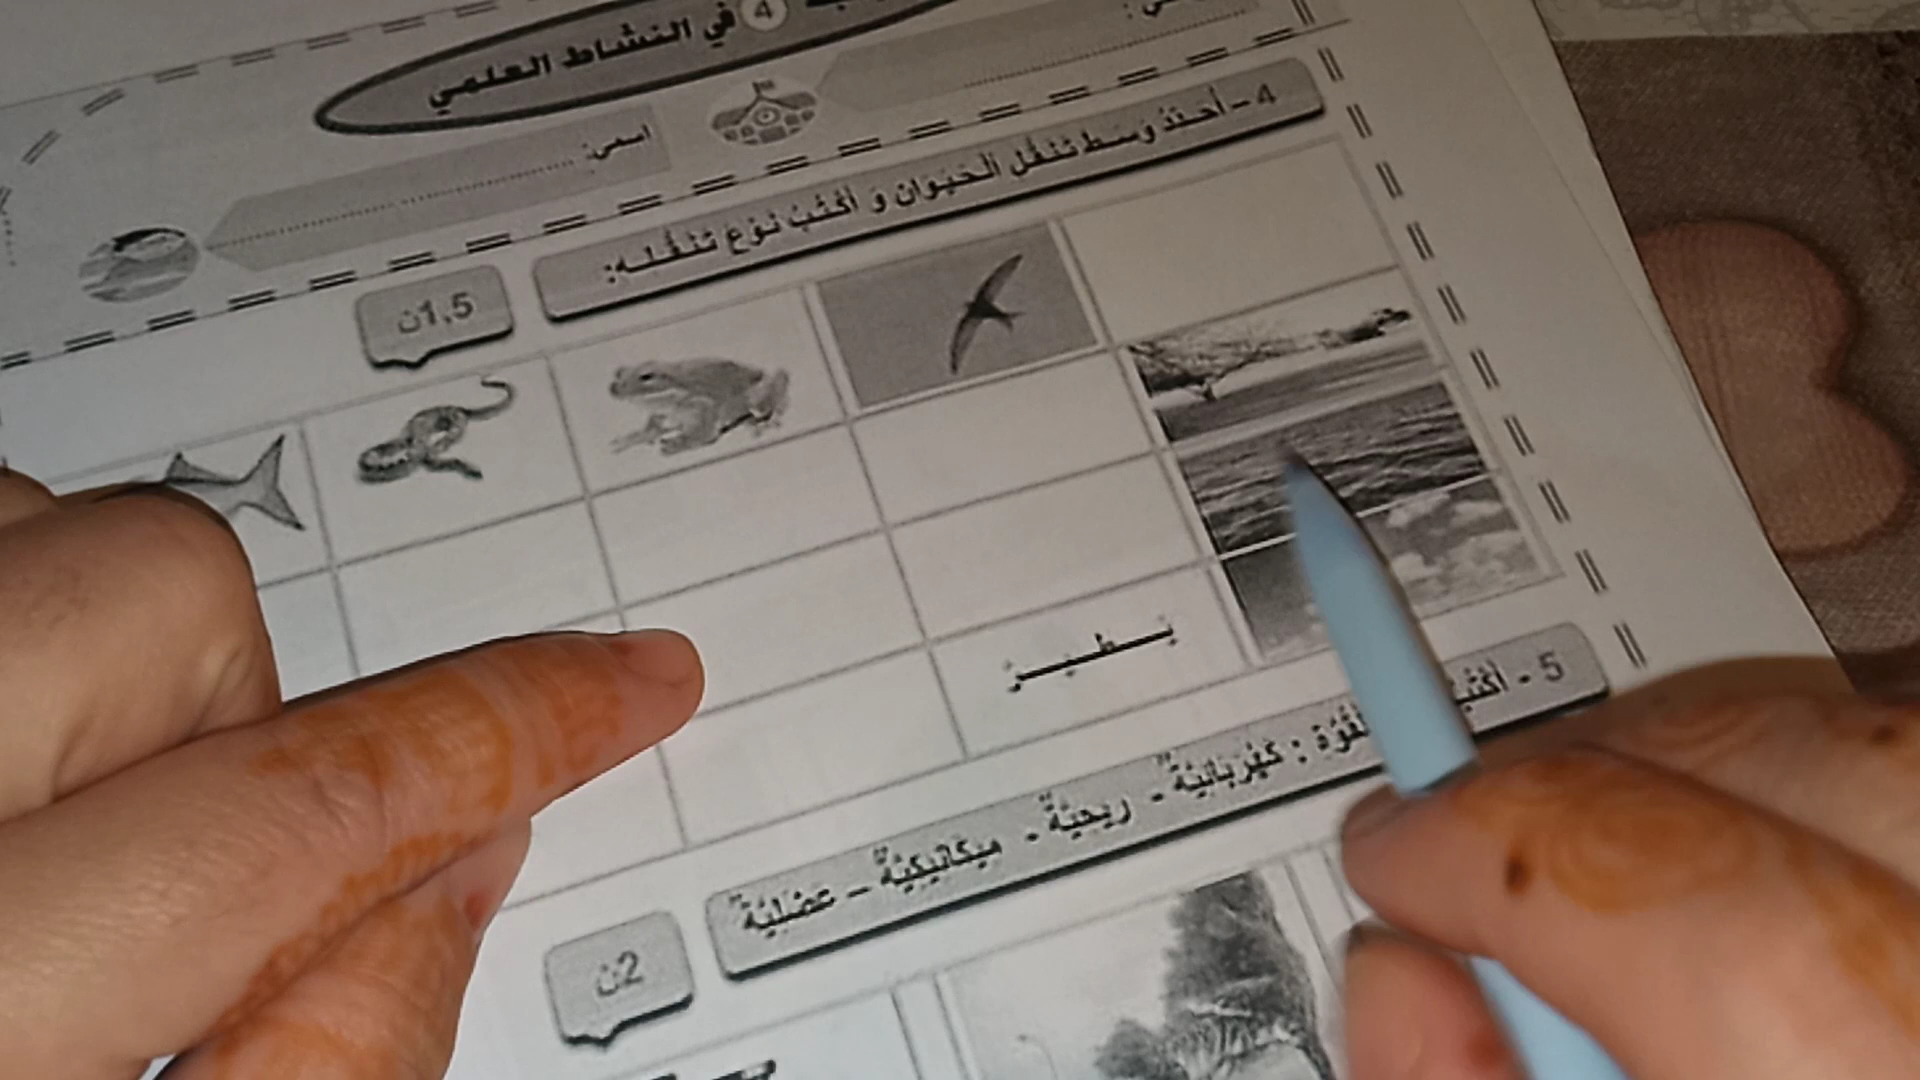 4 في النشاط العلمي
اسمي:
4 - أحدد وسط تنقل الحيوان و أكتب نوع تنقله:
1,5ن
يطير
5 - أكتب
القوة : كهربائية - ريحية - ميكانيكية - عضلية
2ن